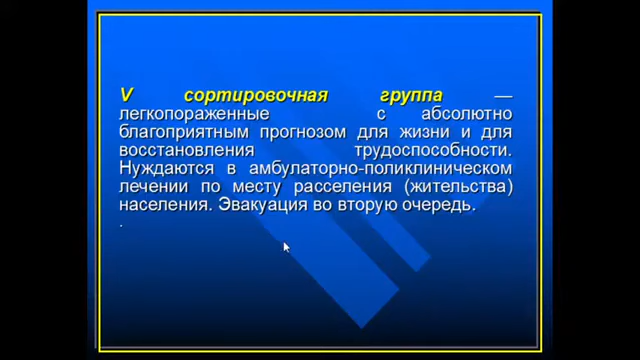 V сортировочная группа —
легкопораженные с абсолютно
благоприятным прогнозом для жизни и для
восстановления трудоспособности.
Нуждаются в амбулаторно-поликлиническом
лечении по месту расселения (жительства)
населения. Эвакуация во вторую очередь.
.